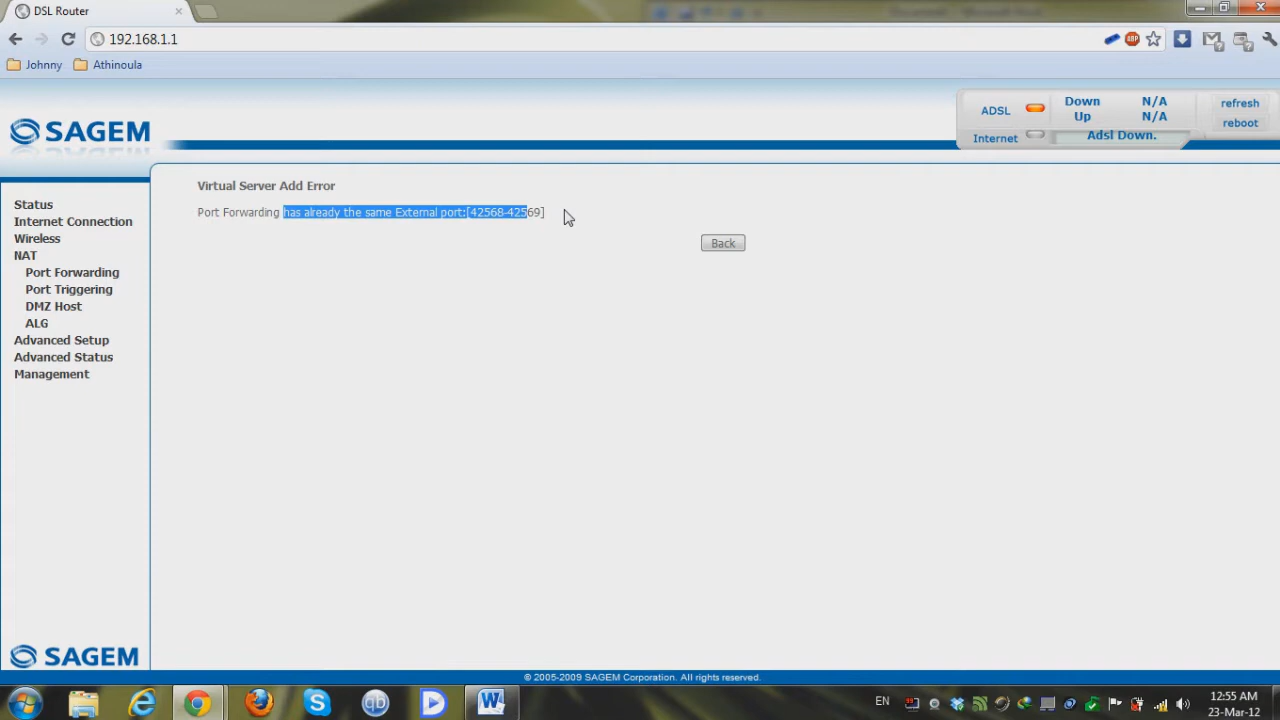 DSL Router
192.168.1.1
Johnny
Athinoula
SAGEM
ADSL
Down
N/A
Up
N/A
Internet
Adsl Down.
refresh
reboot
Status
Internet Connection
Wireless
NAT
Port Forwarding
Port Triggering
DMZ Host
ALG
Advanced Setup
Advanced Status
Management
Virtual Server Add Error
Port Forwarding has already the same External port:[42568-42569]
Back
SAGEM
© 2005-2009 SAGEM Corporation. All rights reserved.
EN
12:55 AM
23-Mar-12